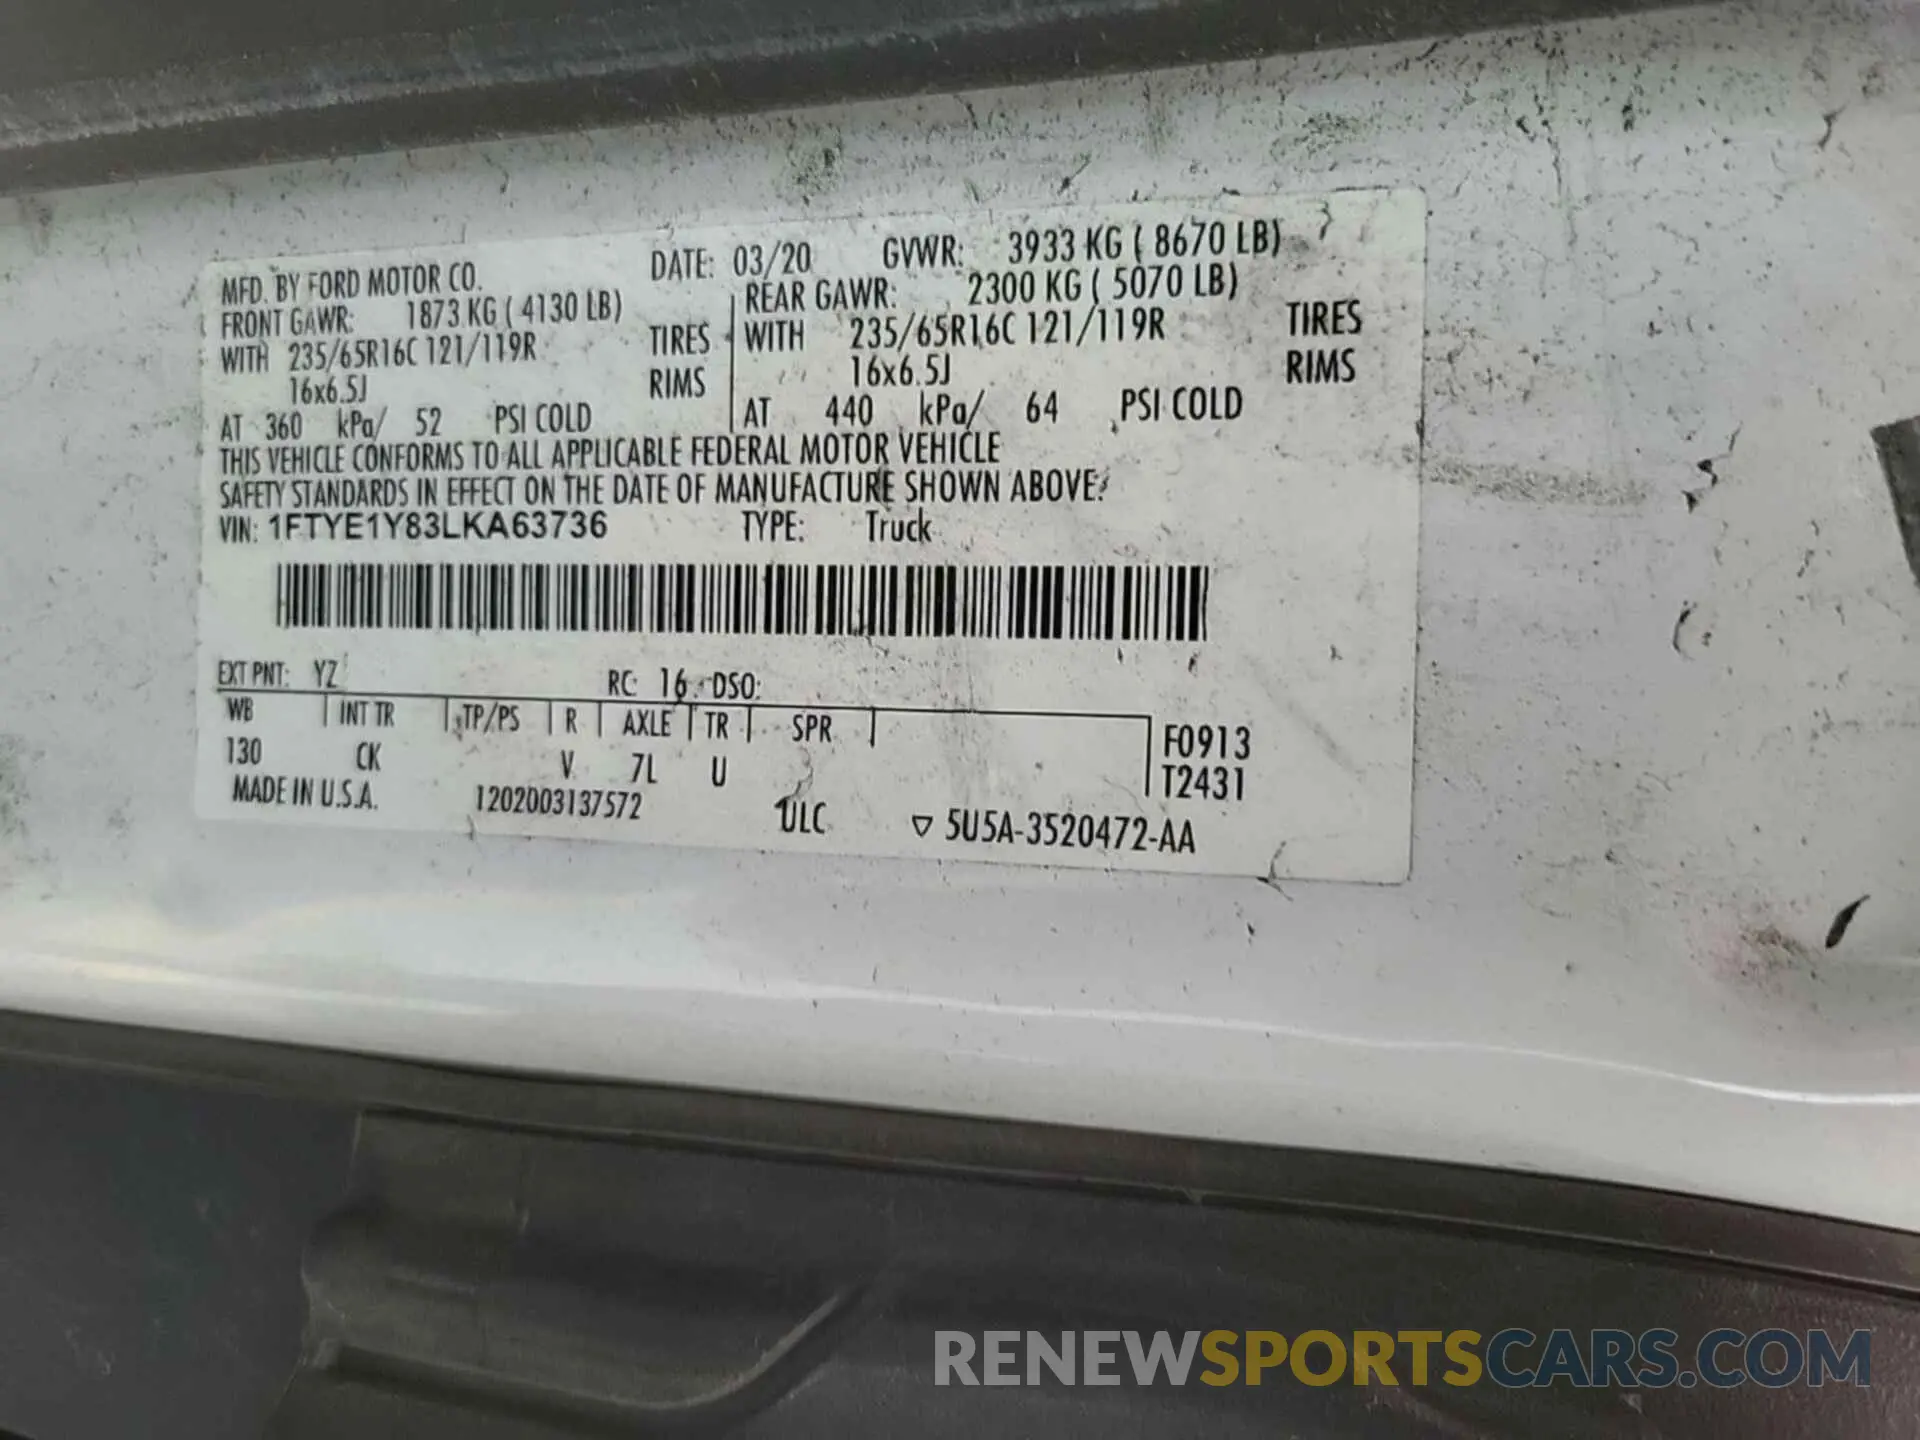 MFD. BY FORD MOTOR CO. DATE: 03/20 GVWR: 3933 KG ( 8670 LB)
FRONT GAWR: 1873 KG ( 4130 LB) REAR GAWR: 2300 KG ( 5070 LB)
WITH 235/65R16C 121/119R TIRES WITH 235/65R16C 121/119R TIRES
16x6.5J RIMS 16x6.5J RIMS
AT 360 kPa/ 52 PSI COLD AT 440 kPa/ 64 PSI COLD
THIS VEHICLE CONFORMS TO ALL APPLICABLE FEDERAL MOTOR VEHICLE
SAFETY STANDARDS IN EFFECT ON THE DATE OF MANUFACTURE SHOWN ABOVE.
VIN: 1FTYE1Y83LKA63736 TYPE: Truck
EXT PNT: YZ RC: 16 DSO:
WB INT TR TP/PS R AXLE TR SPR F0913
130 CK V 7L U T2431
MADE IN U.S.A. 1202003137572 ULC ▽ 5U5A-3520472-AA
RENEWSPORTSCARS.COM